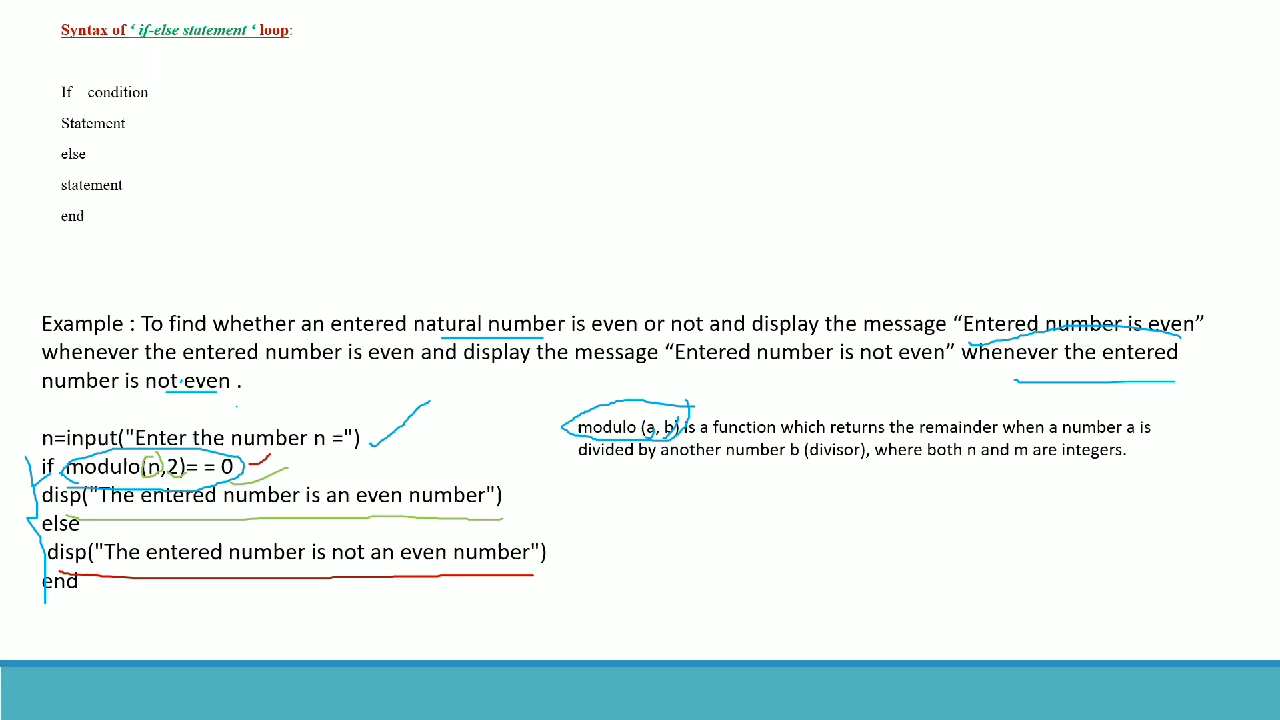 Syntax of ‘ if-else statement ‘ loop:
If condition
Statement
else
statement
end
Example : To find whether an entered natural number is even or not and display the message “Entered number is even”
whenever the entered number is even and display the message “Entered number is not even” whenever the entered
number is not even .
n=input("Enter the number n =")
if modulo(n,2)= = 0
disp("The entered number is an even number")
else
disp("The entered number is not an even number")
end
modulo (a, b) is a function which returns the remainder when a number a is
divided by another number b (divisor), where both n and m are integers.